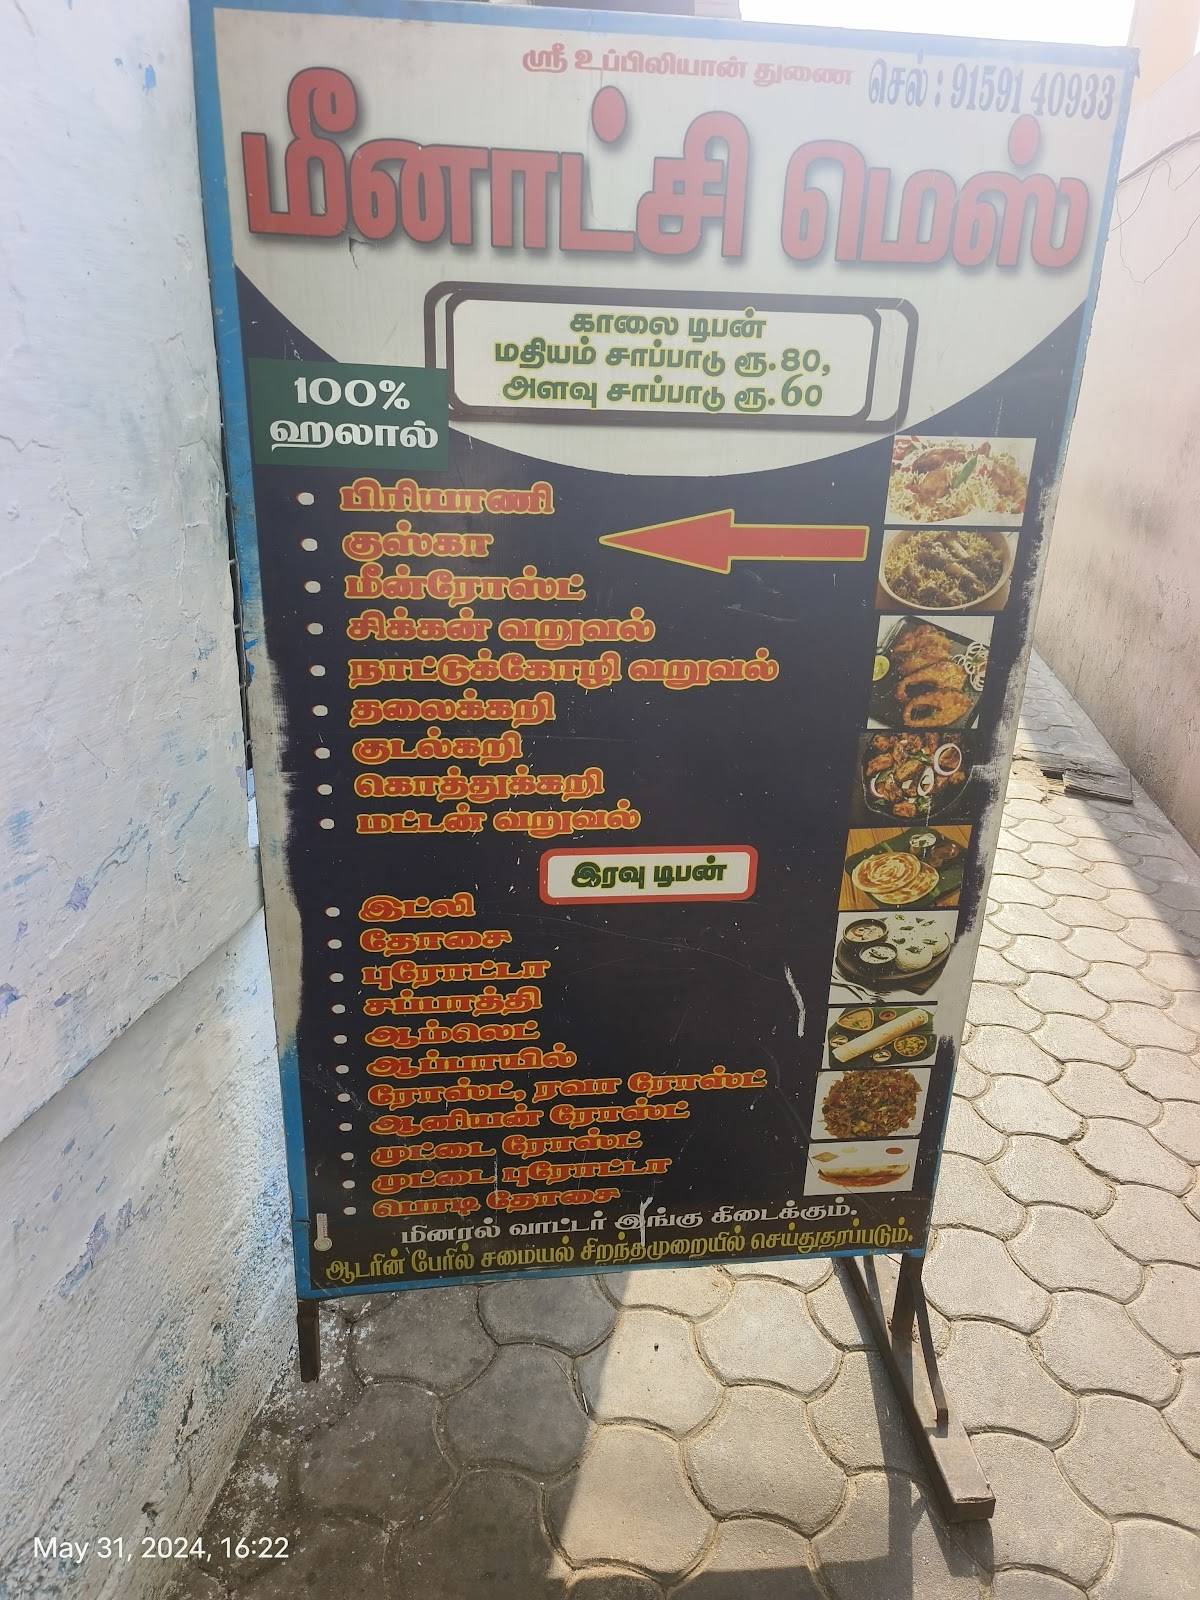 ஸ்ரீ உப்பிலியான் துணை
செல் : 91591 40933
மீனாட்சி மெஸ்
காலை டிபன்
மதியம் சாப்பாடு ரூ.80,
அளவு சாப்பாடு ரூ.60
100%
ஹலால்
• பிரியாணி
• குஸ்கா
• மீன்ரோஸ்ட்
• சிக்கன் வறுவல்
• நாட்டுக்கோழி வறுவல்
• தலைக்கறி
• குடல்கறி
• கொத்துக்கறி
• மட்டன் வறுவல்
இரவு டிபன்
• இட்லி
• தோசை
• புரோட்டா
• சப்பாத்தி
• ஆம்லெட்
• ஆப்பாயில்
• ரோஸ்ட், ரவா ரோஸ்ட்
• ஆனியன் ரோஸ்ட்
• முட்டை ரோஸ்ட்
• முட்டை புரோட்டா
• பொடி தோசை
மினரல் வாட்டர் இங்கு கிடைக்கும்.
ஆடரின் பேரில் சமையல் சிறந்தமுறையில் செய்துதரப்படும்.
May 31, 2024, 16:22